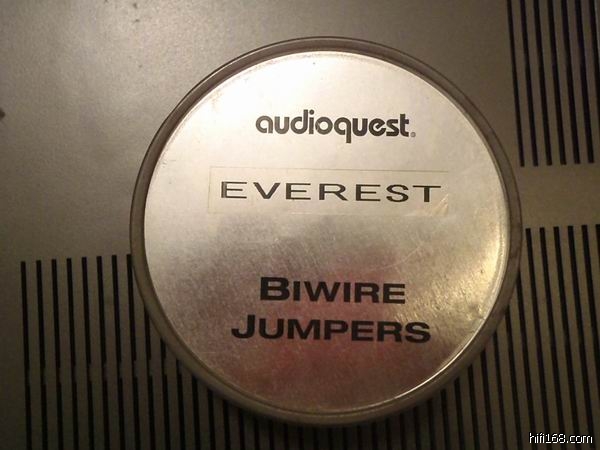 audioquest®
EVEREST
BIWIRE
JUMPERS
hifi168.com